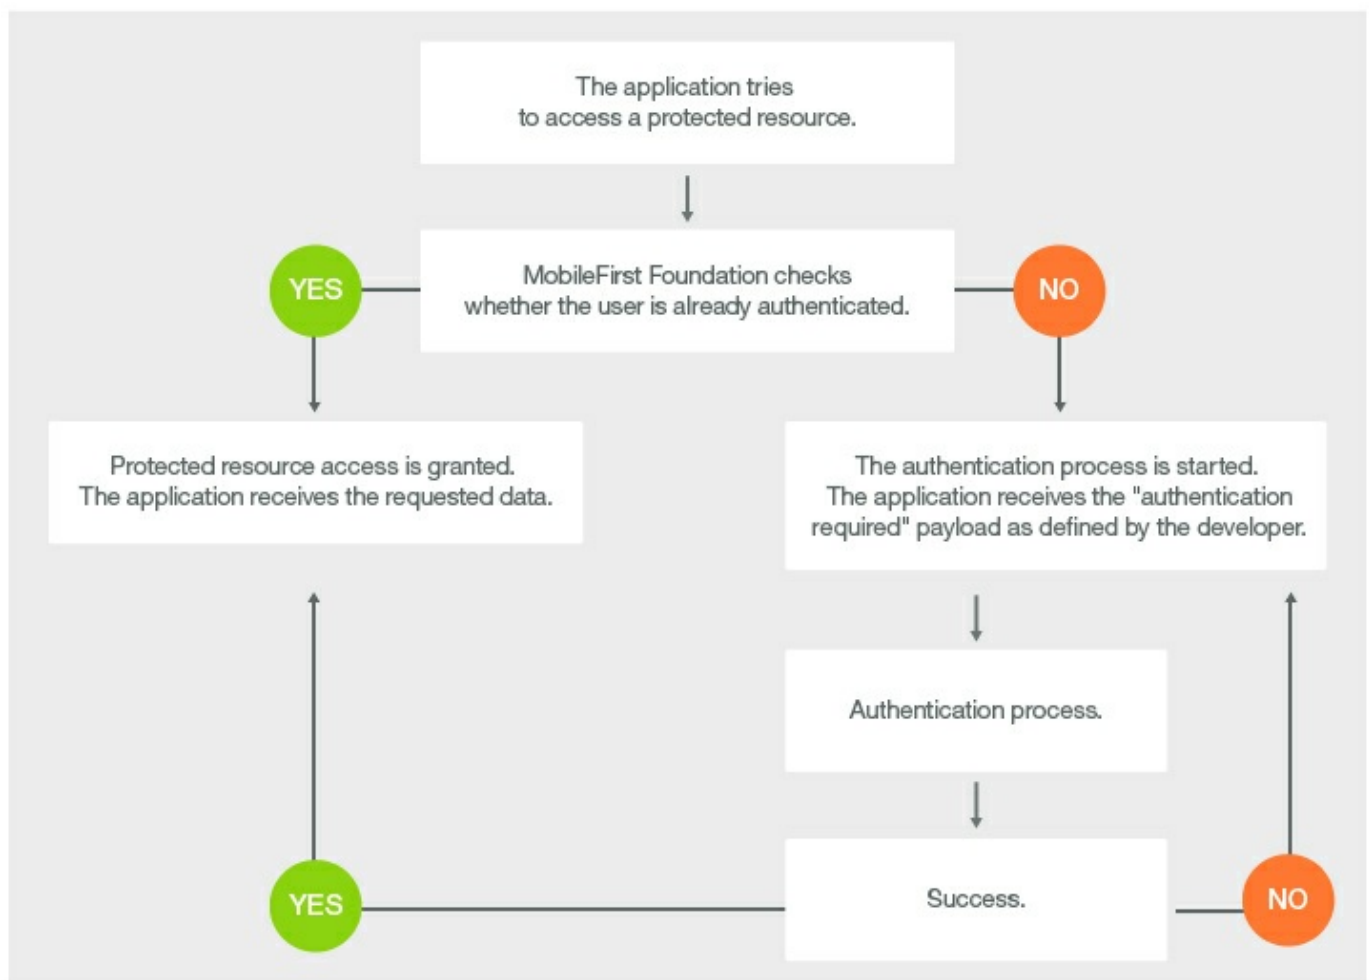 The application tries
to access a protected resource.
YES
MobileFirst Foundation checks
whether the user is already authenticated.
NO
Protected resource access is granted.
The application receives the requested data.
The authentication process is started.
The application receives the "authentication
required" payload as defined by the developer.
Authentication process.
YES
Success.
NO